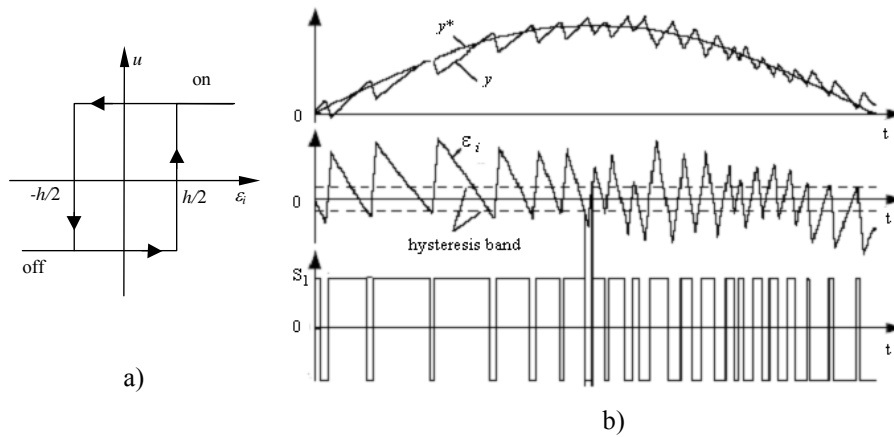 u
on
-h/2
h/2
εi
off
a)
y*
y
0
t
εi
0
hysteresis band
t
S1
0
t
b)